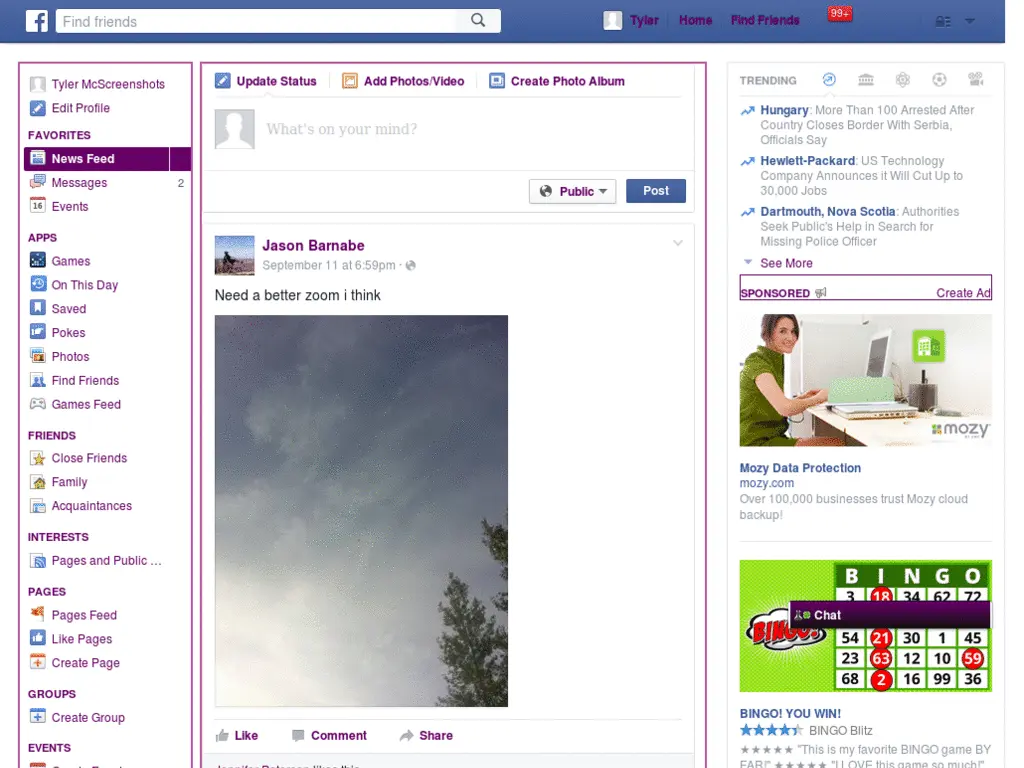 f
Find friends
Tyler
Home
Find Friends
99+
Tyler McScreenshots
Edit Profile
FAVORITES
News Feed
Messages 2
16 Events
APPS
Games
On This Day
Saved
Pokes
Photos
Find Friends
Games Feed
FRIENDS
Close Friends
Family
Acquaintances
INTERESTS
Pages and Public ...
PAGES
Pages Feed
Like Pages
Create Page
GROUPS
Create Group
EVENTS
Update Status
Add Photos/Video
Create Photo Album
What's on your mind?
Public
Post
Jason Barnabe
September 11 at 6:59pm ·
Need a better zoom i think
Like
Comment
Share
TRENDING
Hungary: More Than 100 Arrested After
Country Closes Border With Serbia,
Officials Say
Hewlett-Packard: US Technology
Company Announces it Will Cut Up to
30,000 Jobs
Dartmouth, Nova Scotia: Authorities
Seek Public's Help in Search for
Missing Police Officer
See More
SPONSORED
Create Ad
mozy
Mozy Data Protection
mozy.com
Over 100,000 businesses trust Mozy cloud
backup!
B I N G O
3 18 34 62 72
Chat
BINGO!
54 21 30 1 45
23 63 12 10 59
68 2 16 99 36
BINGO! YOU WIN!
BINGO Blitz
★★★★★ "This is my favorite BINGO game BY
FAR!" ★★★★★ "I LOVE this game so much!"